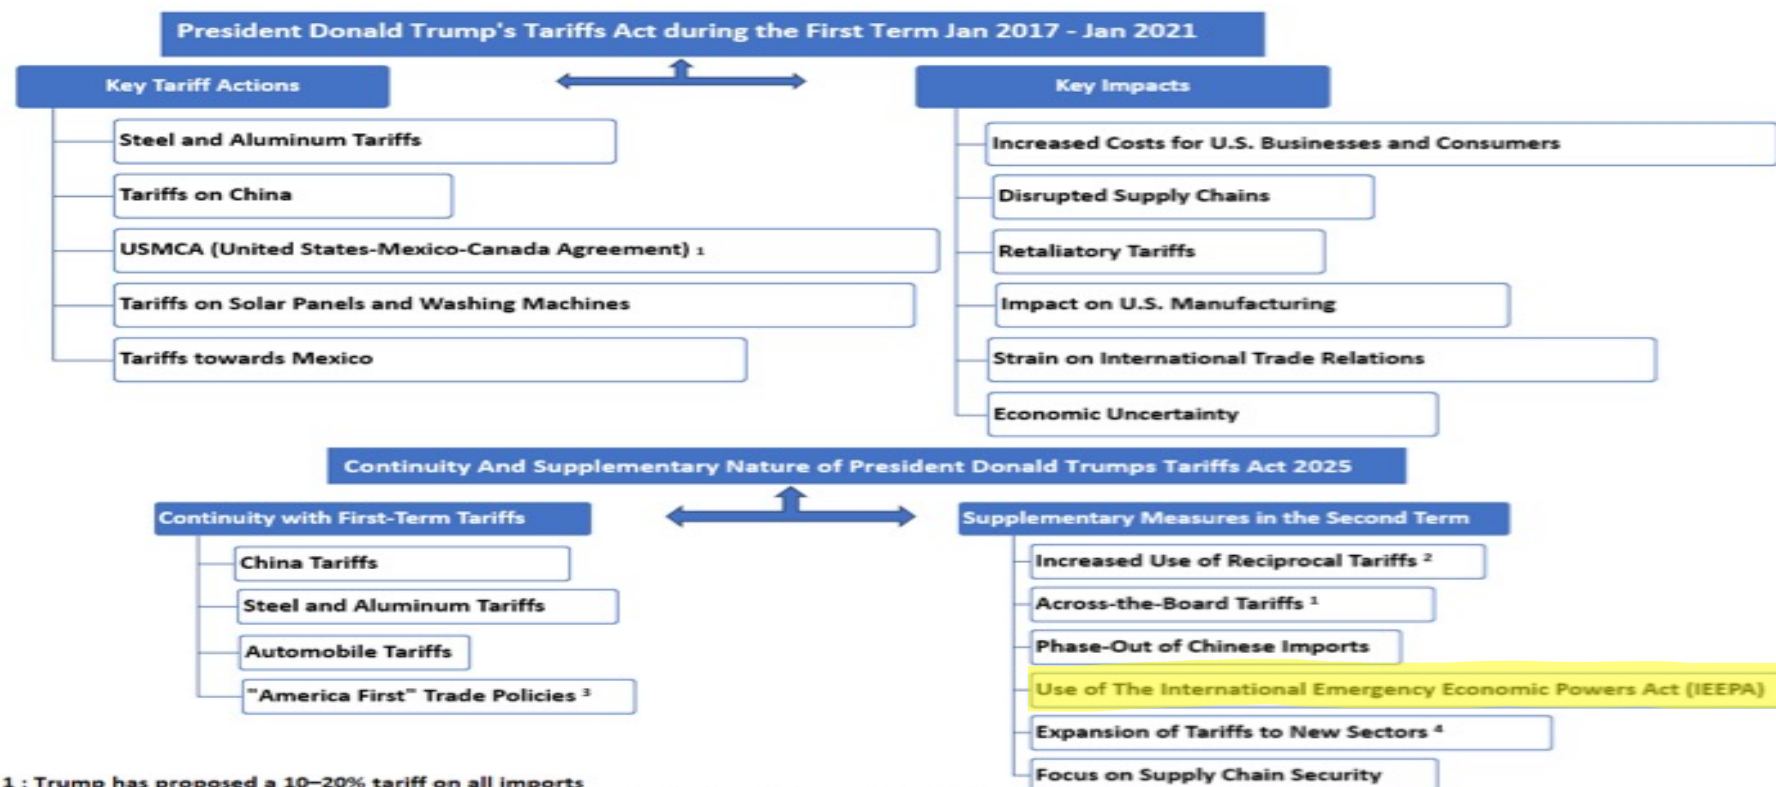 President Donald Trump's Tariffs Act during the First Term Jan 2017 - Jan 2021
Key Tariff Actions
Steel and Aluminum Tariffs
Tariffs on China
USMCA (United States-Mexico-Canada Agreement) 1
Tariffs on Solar Panels and Washing Machines
Tariffs towards Mexico
Key Impacts
Increased Costs for U.S. Businesses and Consumers
Disrupted Supply Chains
Retaliatory Tariffs
Impact on U.S. Manufacturing
Strain on International Trade Relations
Economic Uncertainty
Continuity And Supplementary Nature of President Donald Trumps Tariffs Act 2025
Continuity with First-Term Tariffs
China Tariffs
Steel and Aluminum Tariffs
Automobile Tariffs
"America First" Trade Policies ³
Supplementary Measures in the Second Term
Increased Use of Reciprocal Tariffs ²
Across-the-Board Tariffs ¹
Phase-Out of Chinese Imports
Use of The International Emergency Economic Powers Act (IEEPA)
Expansion of Tariffs to New Sectors ⁴
Focus on Supply Chain Security
1 : Trump has proposed a 10–20% tariff on all imports